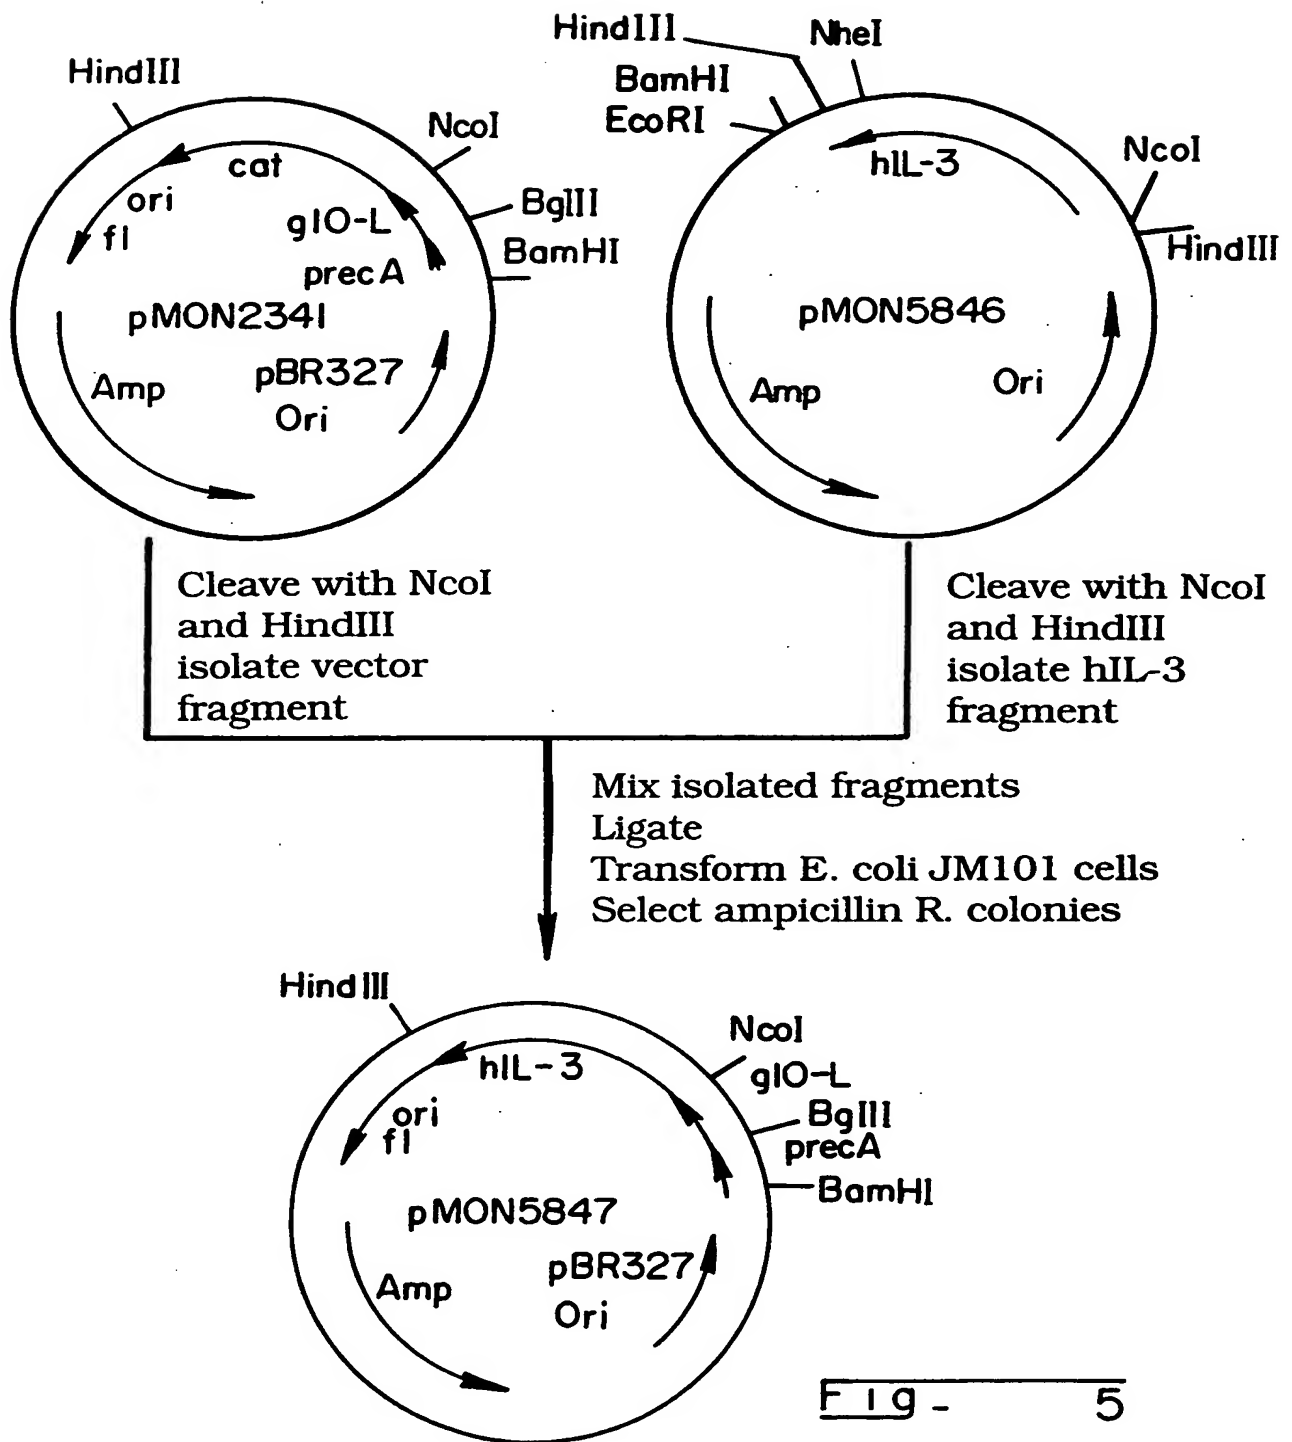 HindIII
NcoI
BglII
BamHI
cat
ori
f1
g10-L
precA
pMON2341
pBR327
Ori
Amp
HindIII
NheI
BamHI
EcoRI
NcoI
HindIII
hIL-3
pMON5846
Amp
Ori
Cleave with NcoI
and HindIII
isolate vector
fragment
Cleave with NcoI
and HindIII
isolate hIL-3
fragment
Mix isolated fragments
Ligate
Transform E. coli JM101 cells
Select ampicillin R. colonies
HindIII
NcoI
g10-L
BglII
precA
BamHI
hIL-3
ori
f1
pMON5847
pBR327
Ori
Amp
Fig- 5